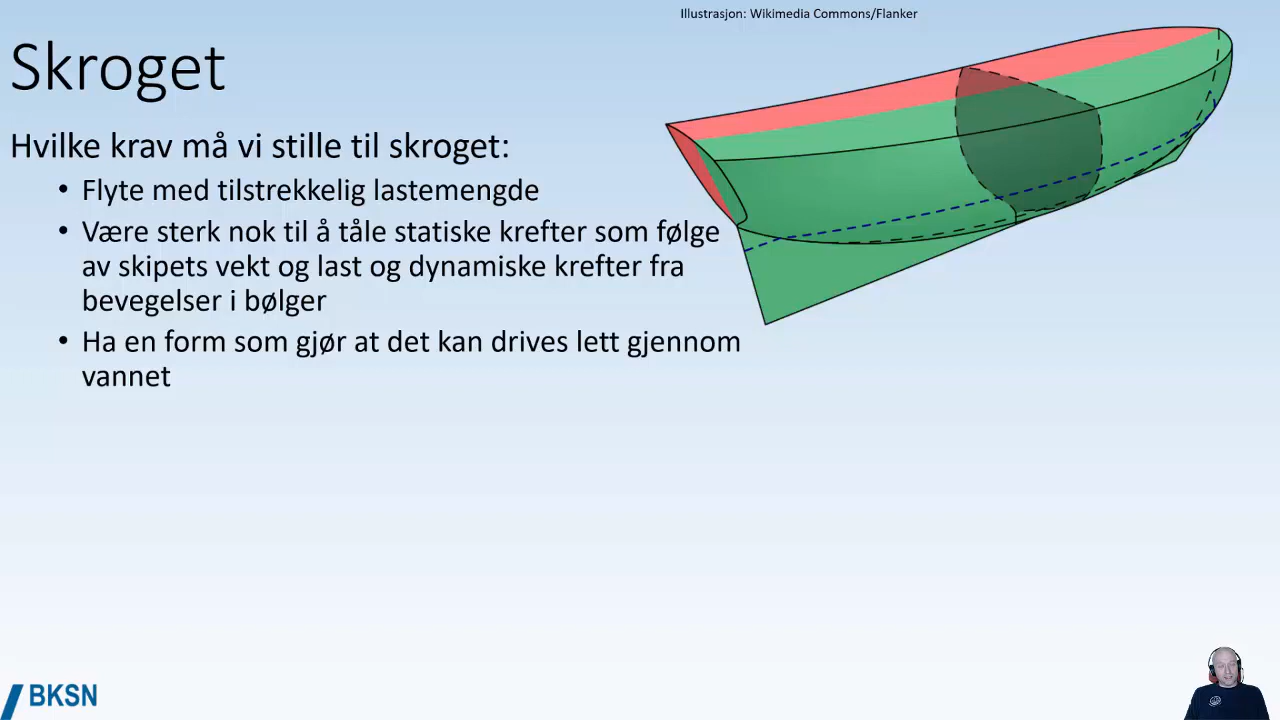 Illustrasjon: Wikimedia Commons/Flanker
Skroget
Hvilke krav må vi stille til skroget:
• Flyte med tilstrekkelig lastemengde
• Være sterk nok til å tåle statiske krefter som følge
av skipets vekt og last og dynamiske krefter fra
bevegelser i bølger
• Ha en form som gjør at det kan drives lett gjennom
vannet
BKSN